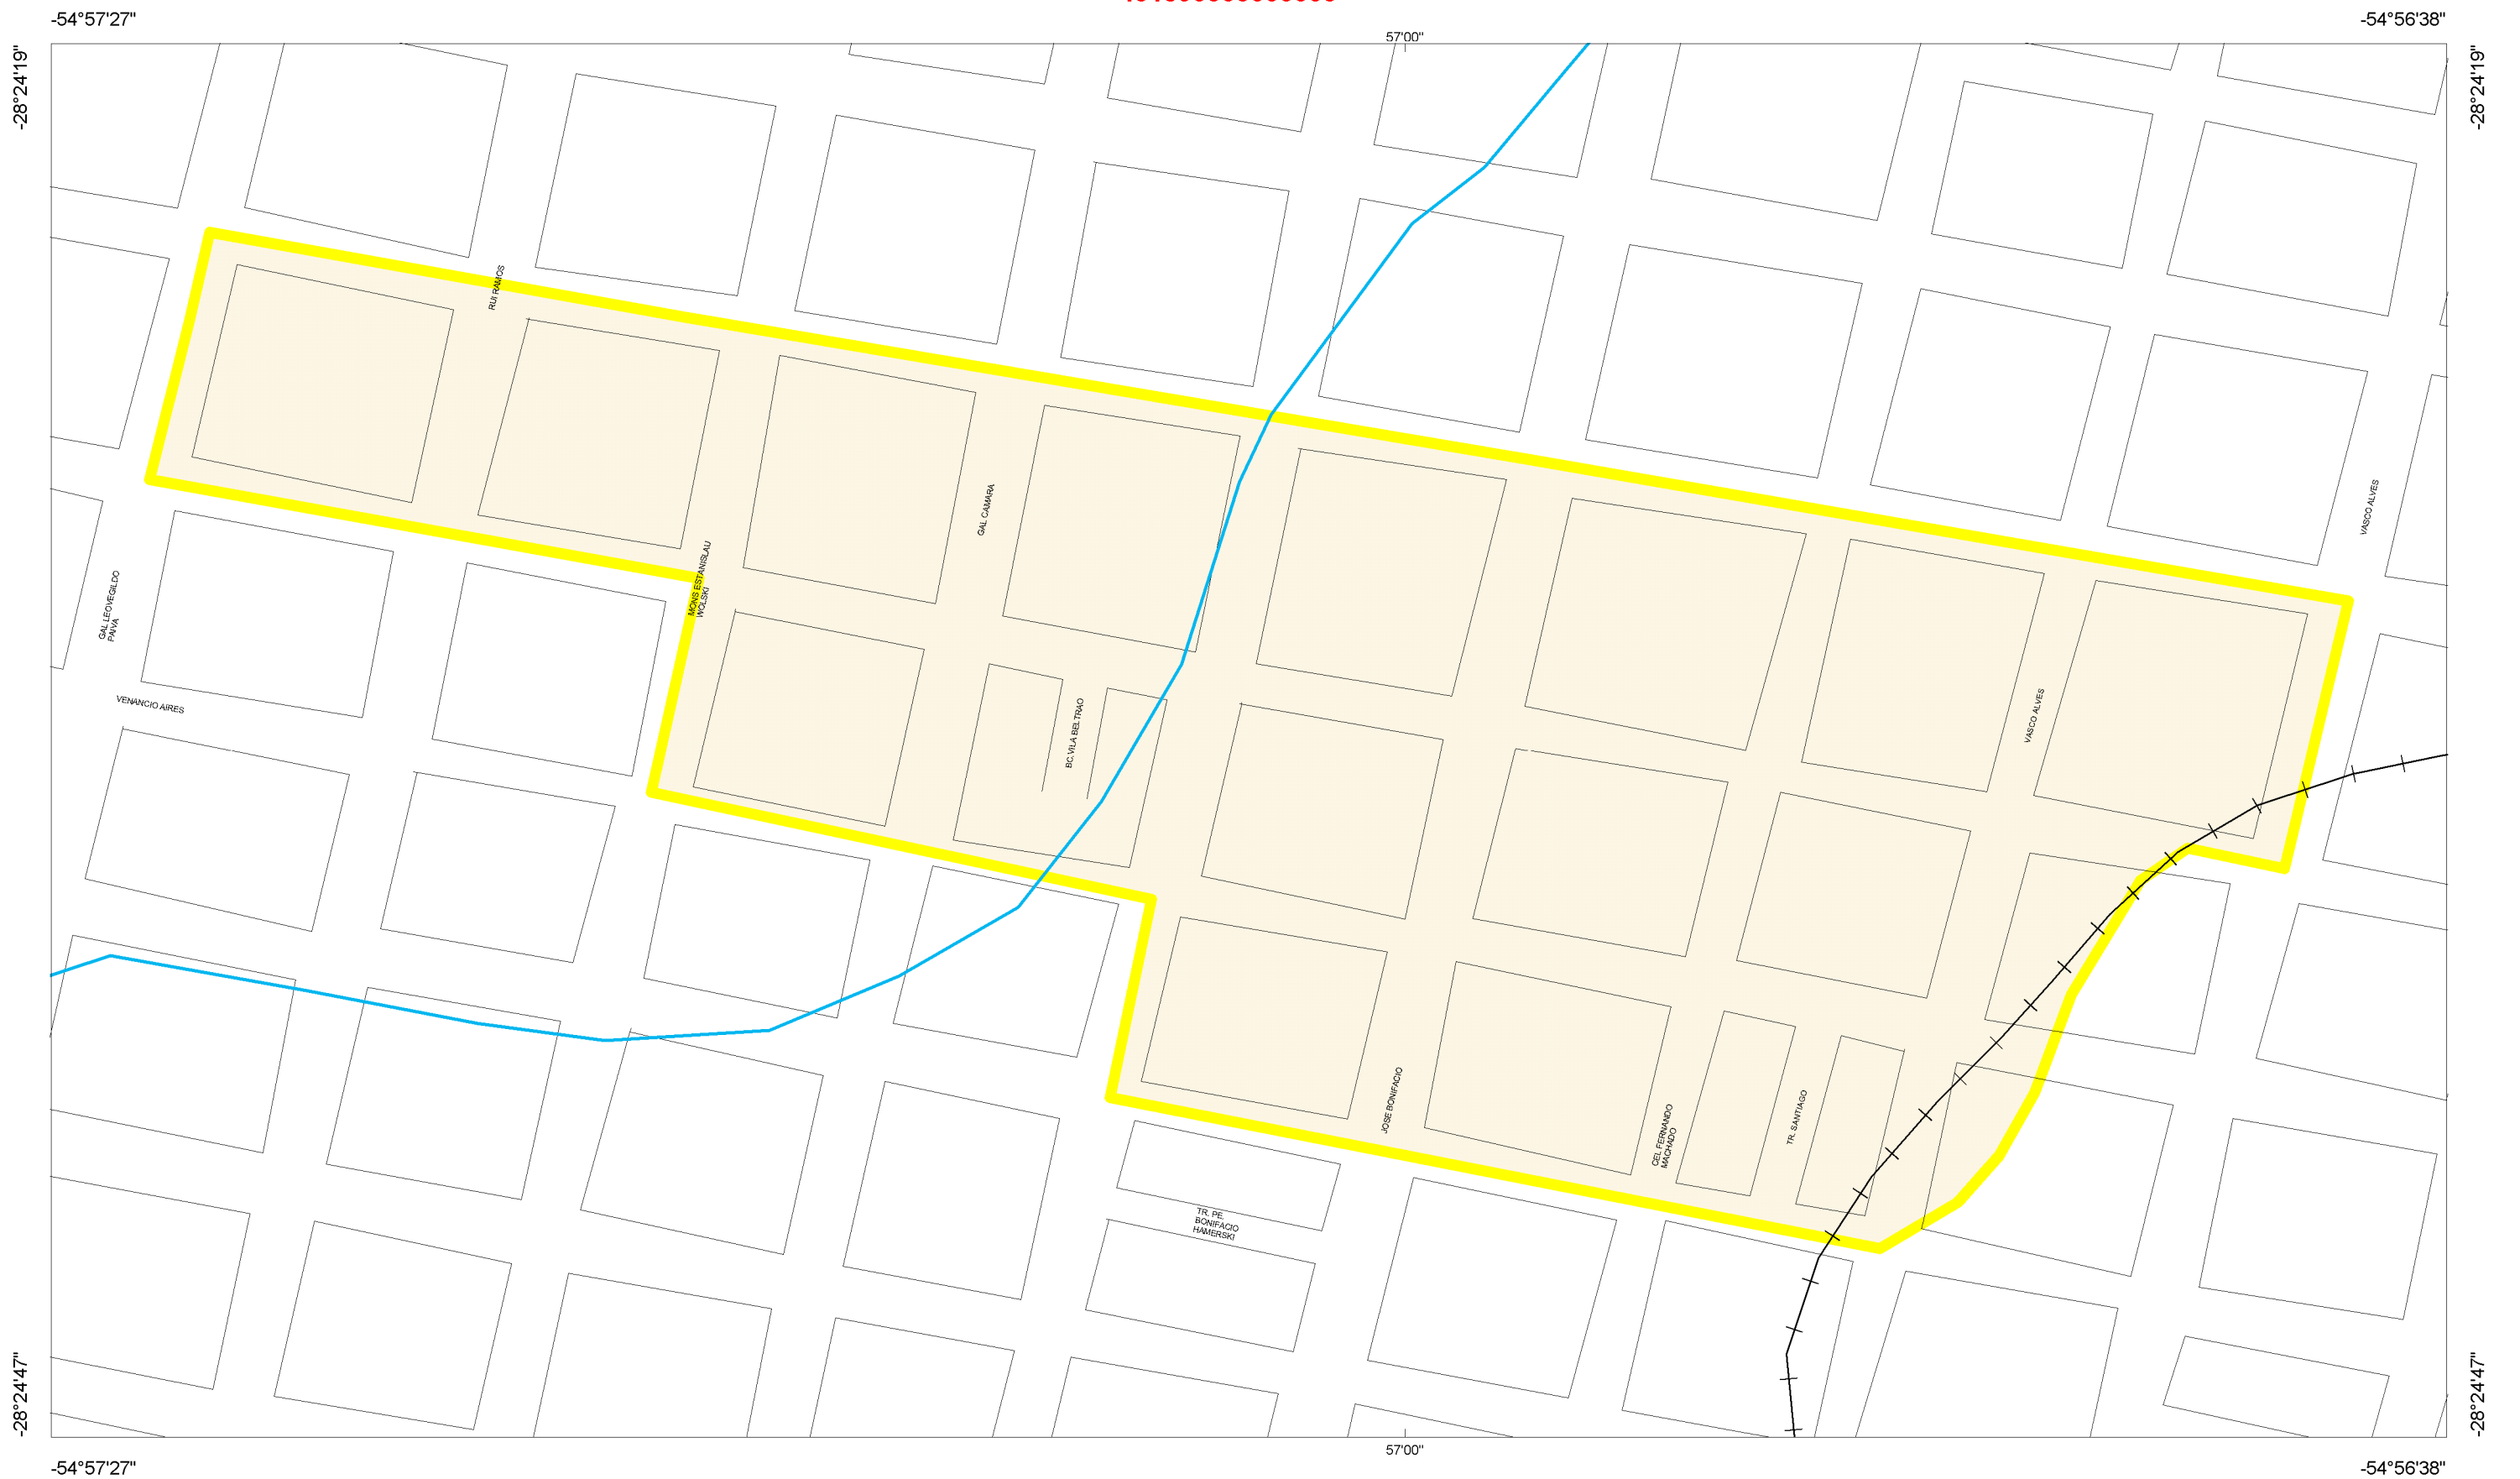 -54°57'27"
-54°56'38"
57'00"
-28°24'19"
-28°24'19"
RUI RAMOS
GAL CAMARA
VASCO ALVES
MONS ESTANISLAU
WOLSKI
GAL LEOVEGILDO
PAIVA
VENANCIO AIRES
BC. VILA BELTRAO
VASCO ALVES
JOSE BONIFACIO
CEL FERNANDO
MACHADO
TR. SANTIAGO
TR. PE.
BONIFACIO
HAMERSKI
-28°24'47"
-28°24'47"
57'00"
-54°57'27"
-54°56'38"